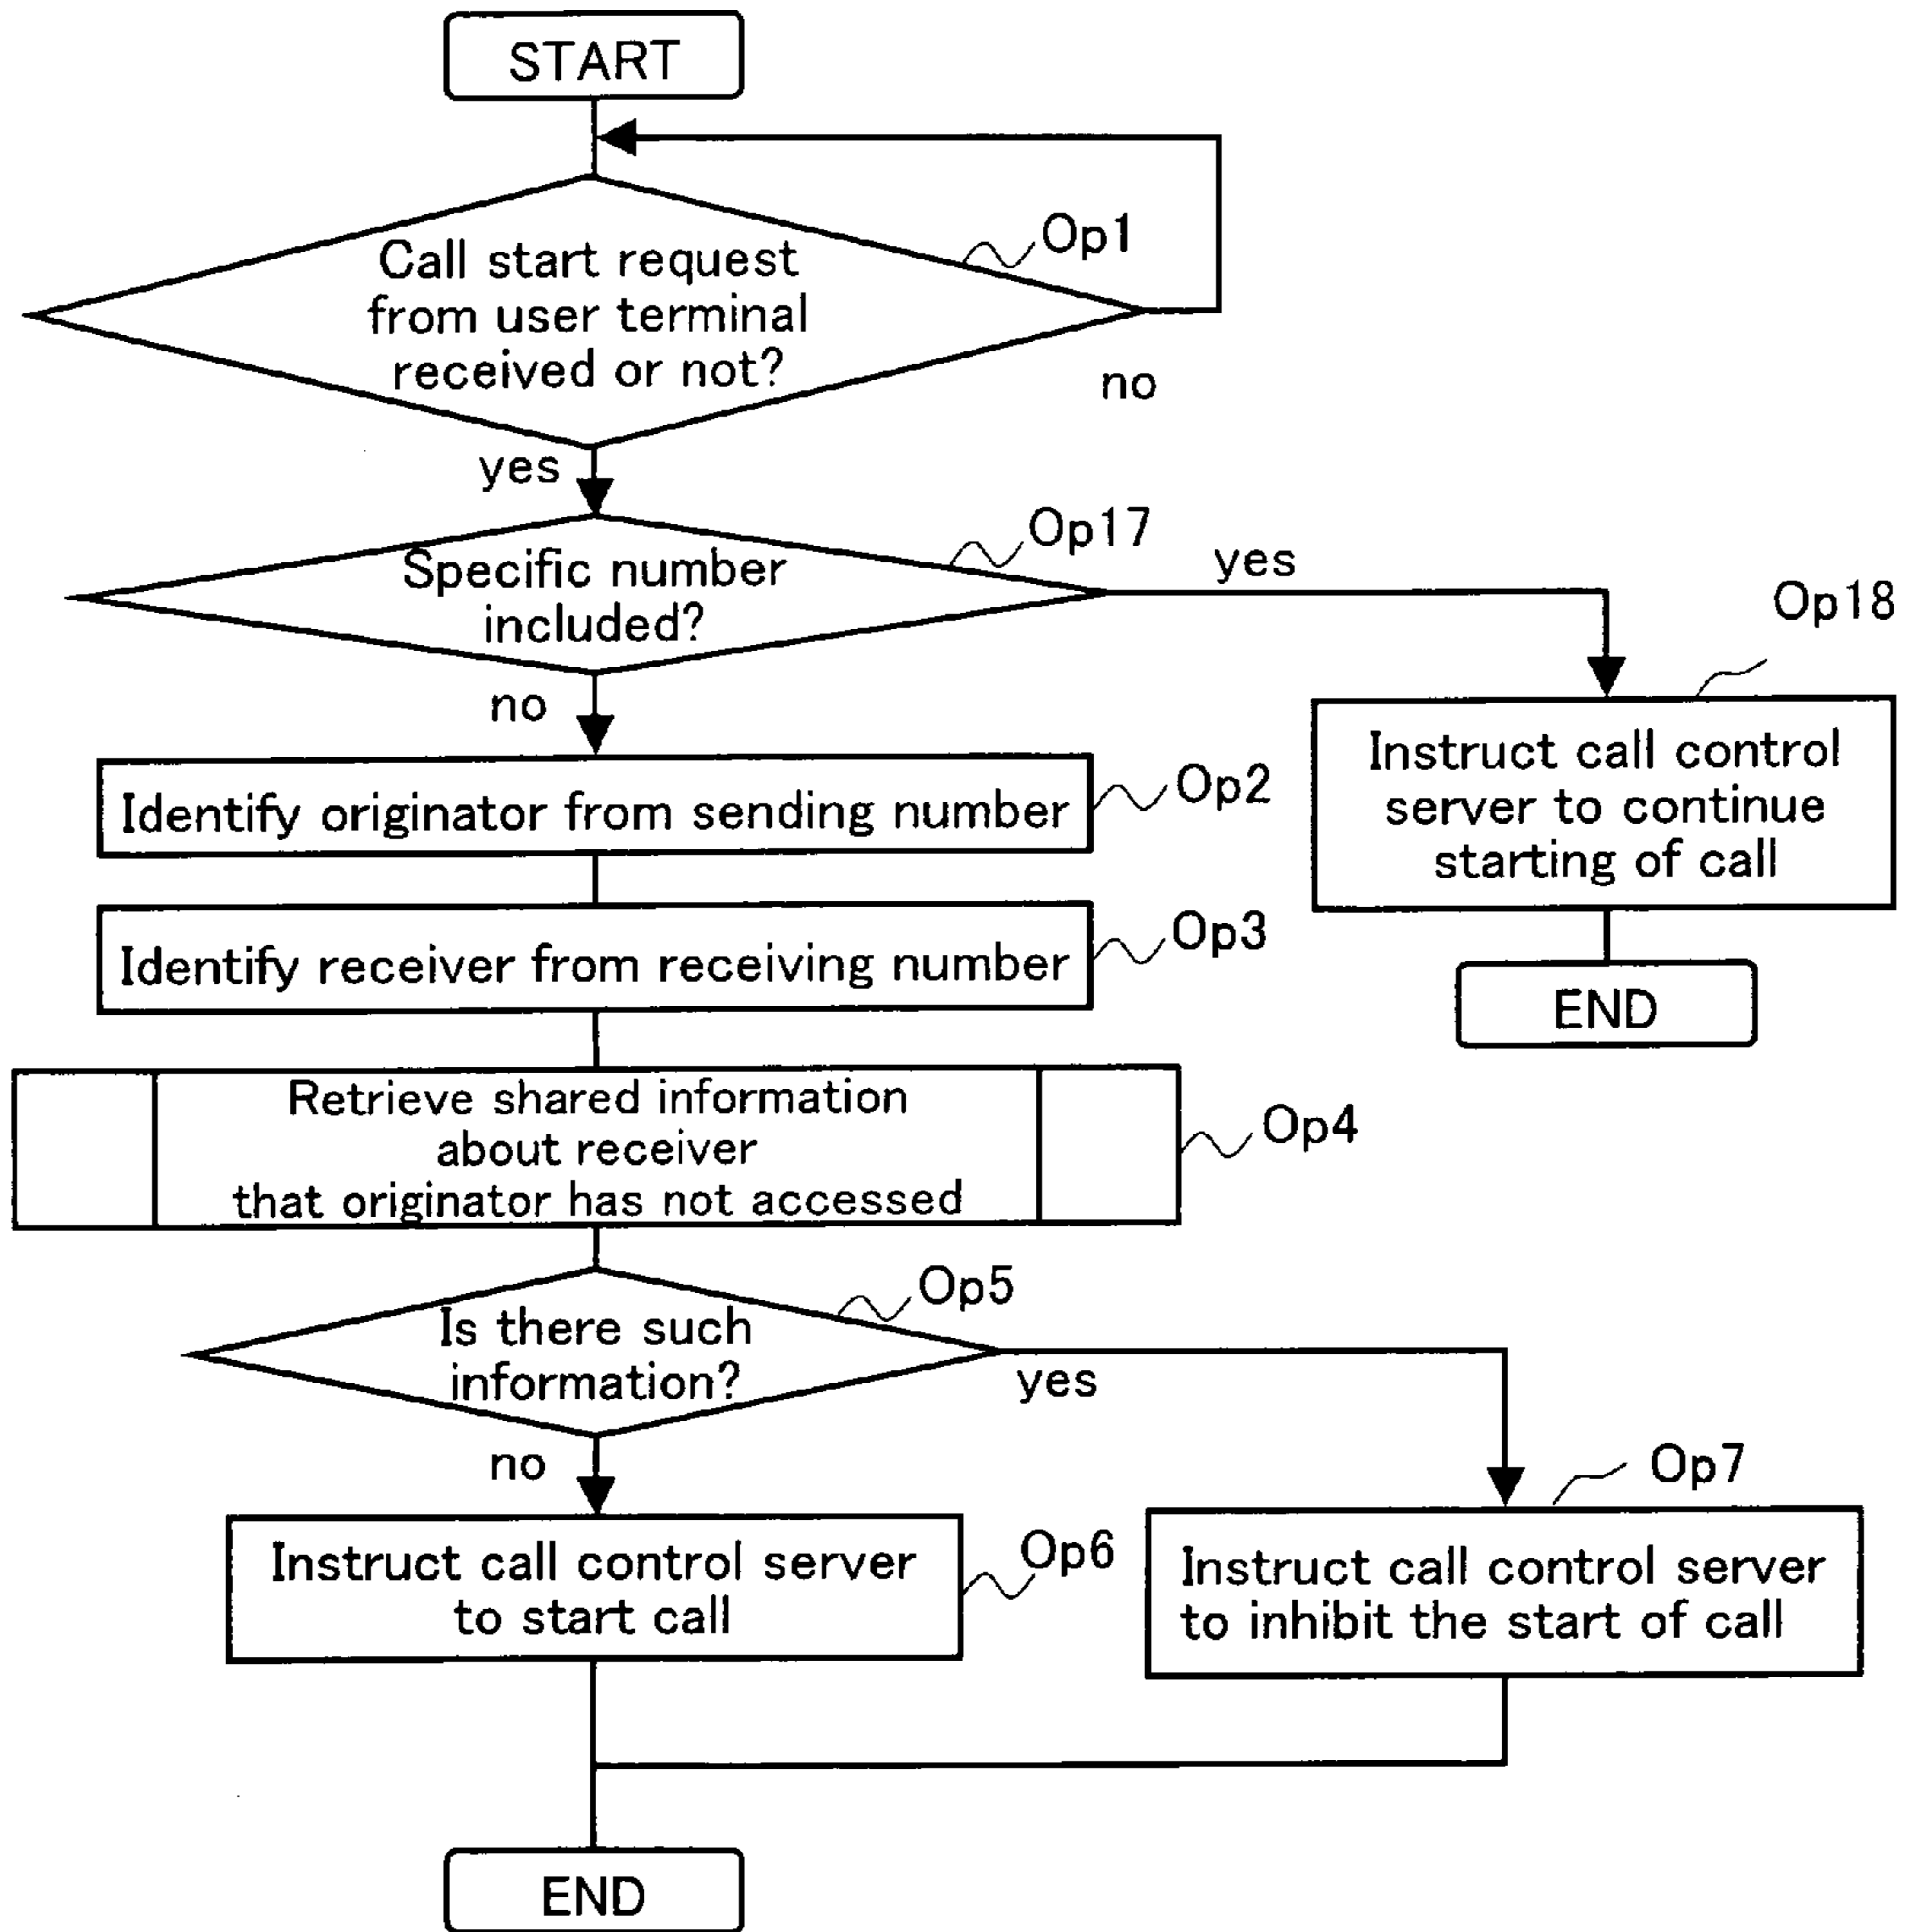 START
Call start request
from user terminal
received or not?
Op1
no
yes
Specific number
included?
Op17
yes
Op18
no
Instruct call control
server to continue
starting of call
END
Identify originator from sending number
Op2
Identify receiver from receiving number
Op3
Retrieve shared information
about receiver
that originator has not accessed
Op4
Is there such
information?
Op5
yes
no
Instruct call control server
to start call
Op6
Op7
Instruct call control server
to inhibit the start of call
END